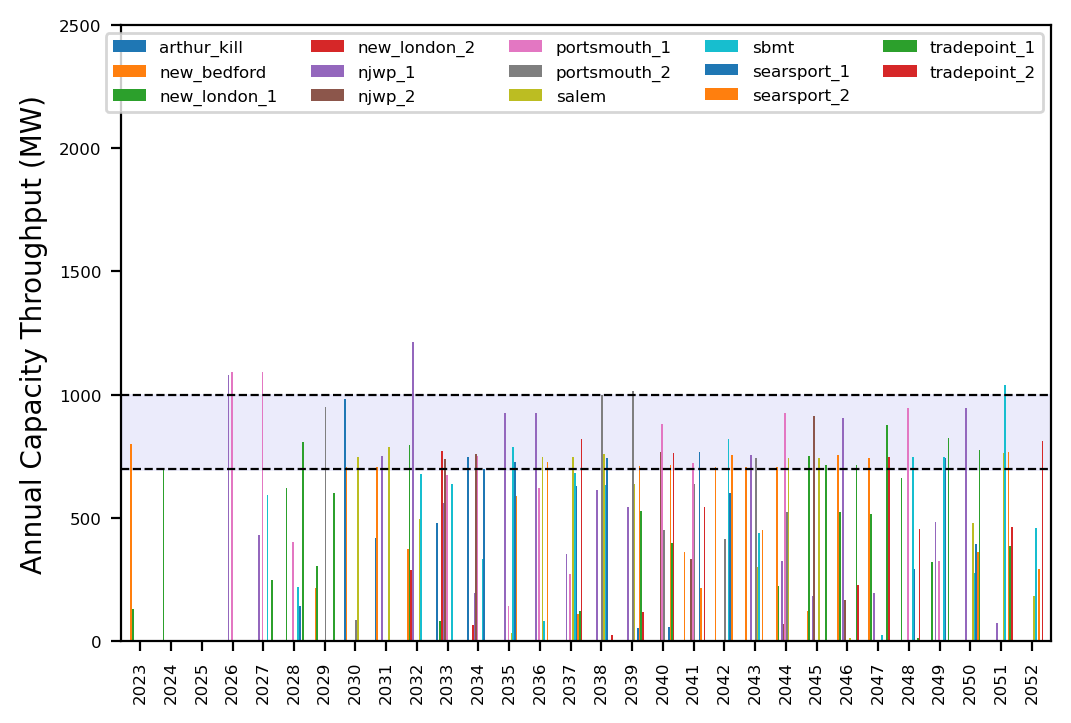 2500
arthur_kill new_london_2 portsmouth_1 sbmt tradepoint_1
new_bedford njwp_1 portsmouth_2 searsport_1 tradepoint_2
new_london_1 njwp_2 salem searsport_2
2000
1500
1000
500
0
Annual Capacity Throughput (MW)
2023 2024 2025 2026 2027 2028 2029 2030 2031 2032 2033 2034 2035 2036 2037 2038 2039 2040 2041 2042 2043 2044 2045 2046 2047 2048 2049 2050 2051 2052